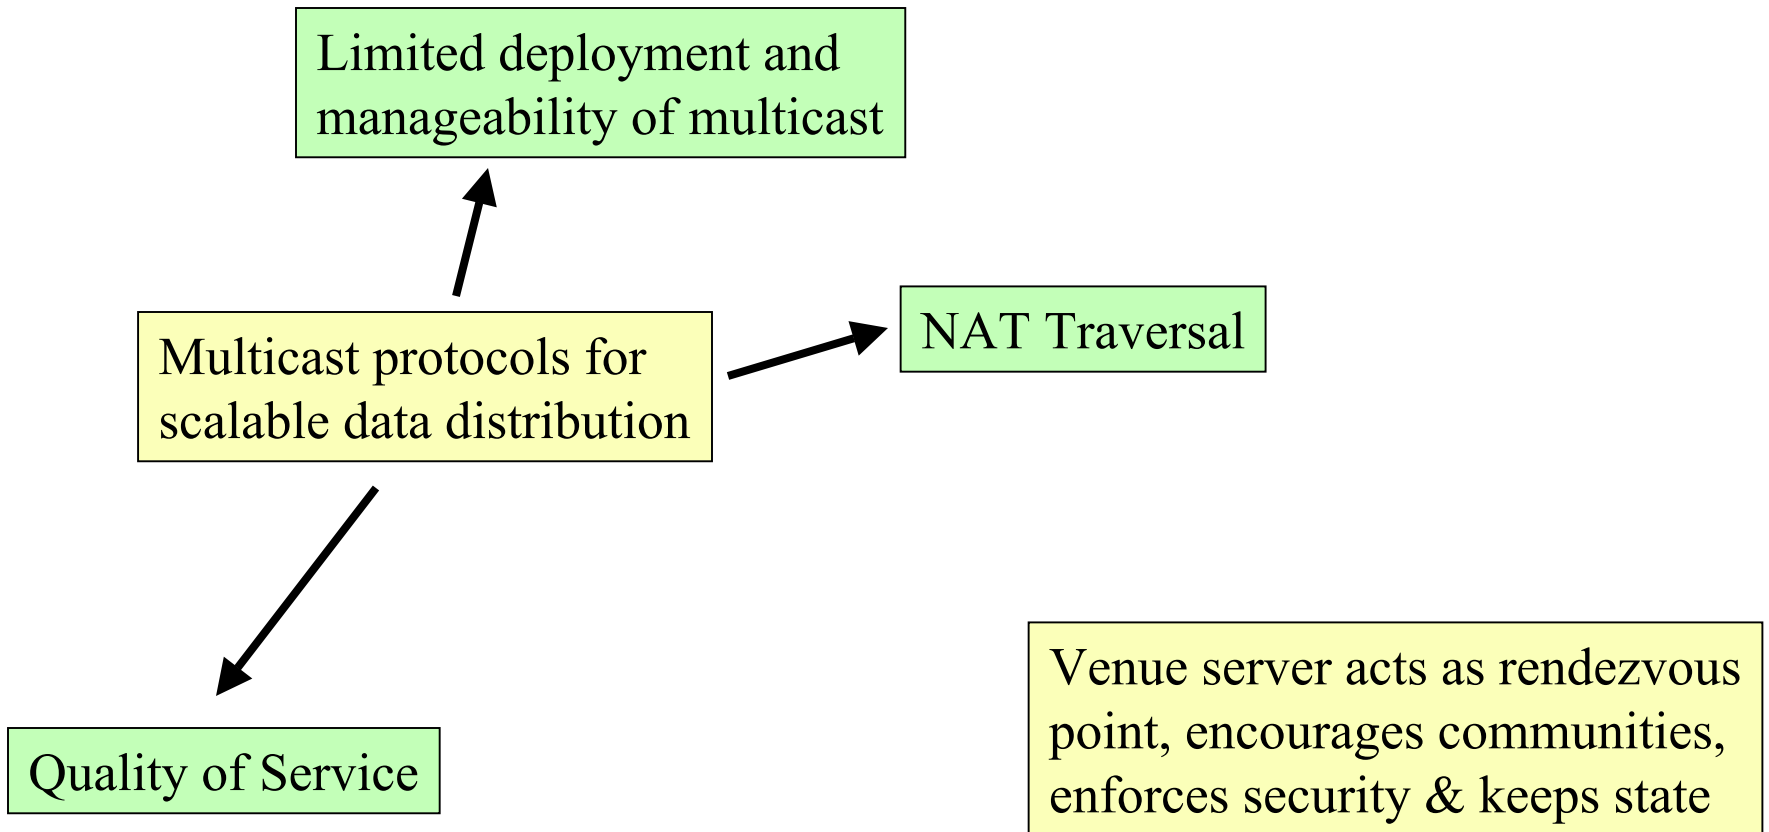 Limited deployment and
manageability of multicast
NAT Traversal
Multicast protocols for
scalable data distribution
Venue server acts as rendezvous
point, encourages communities,
enforces security & keeps state
Quality of Service